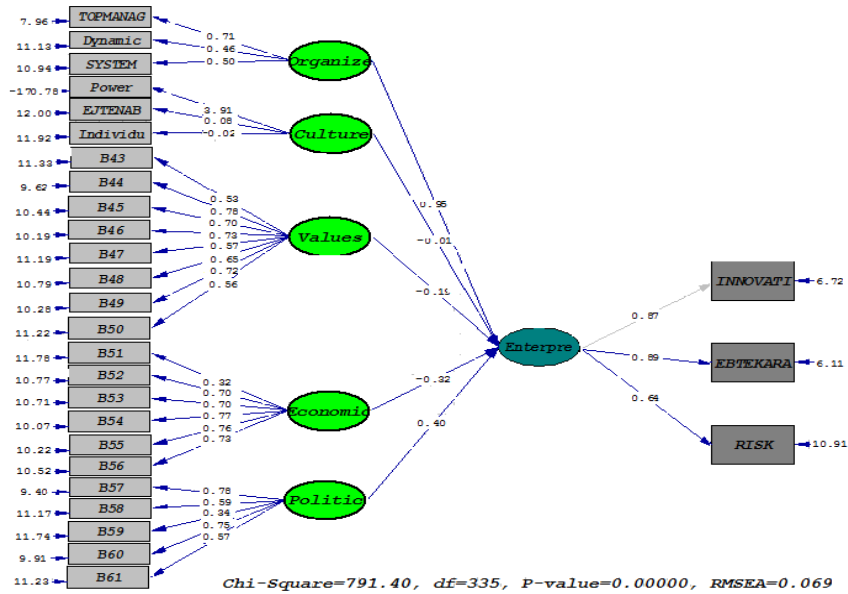 7.96 TOPMANAG
0.71
11.13 Dynamic
0.46
Organize
10.94 SYSTEM
0.50
-170.78 Power
3.91
12.00 EJTENAB
0.08
Culture
11.92 Individu
-0.02
11.33 B43
9.62 B44
0.53
10.44 B45
0.78
0.70
10.19 B46
0.73
Values
11.19 B47
0.57
0.65
10.79 B48
0.72
10.28 B49
0.56
11.22 B50
11.78 B51
10.77 B52
0.32
0.70
10.71 B53
0.70
Economic
10.07 B54
0.77
0.76
10.22 B55
0.73
10.52 B56
9.40 B57
0.78
11.17 B58
0.59
Politic
0.34
11.74 B59
0.75
9.91 B60
0.57
11.23 B61
0.95
-0.01
-0.32
0.40
Enterpre
0.87
INNOVATI 6.72
0.89
EBTEKARA 6.11
0.64
RISK 10.91
Chi-Square=791.40, df=335, P-value=0.00000, RMSEA=0.069